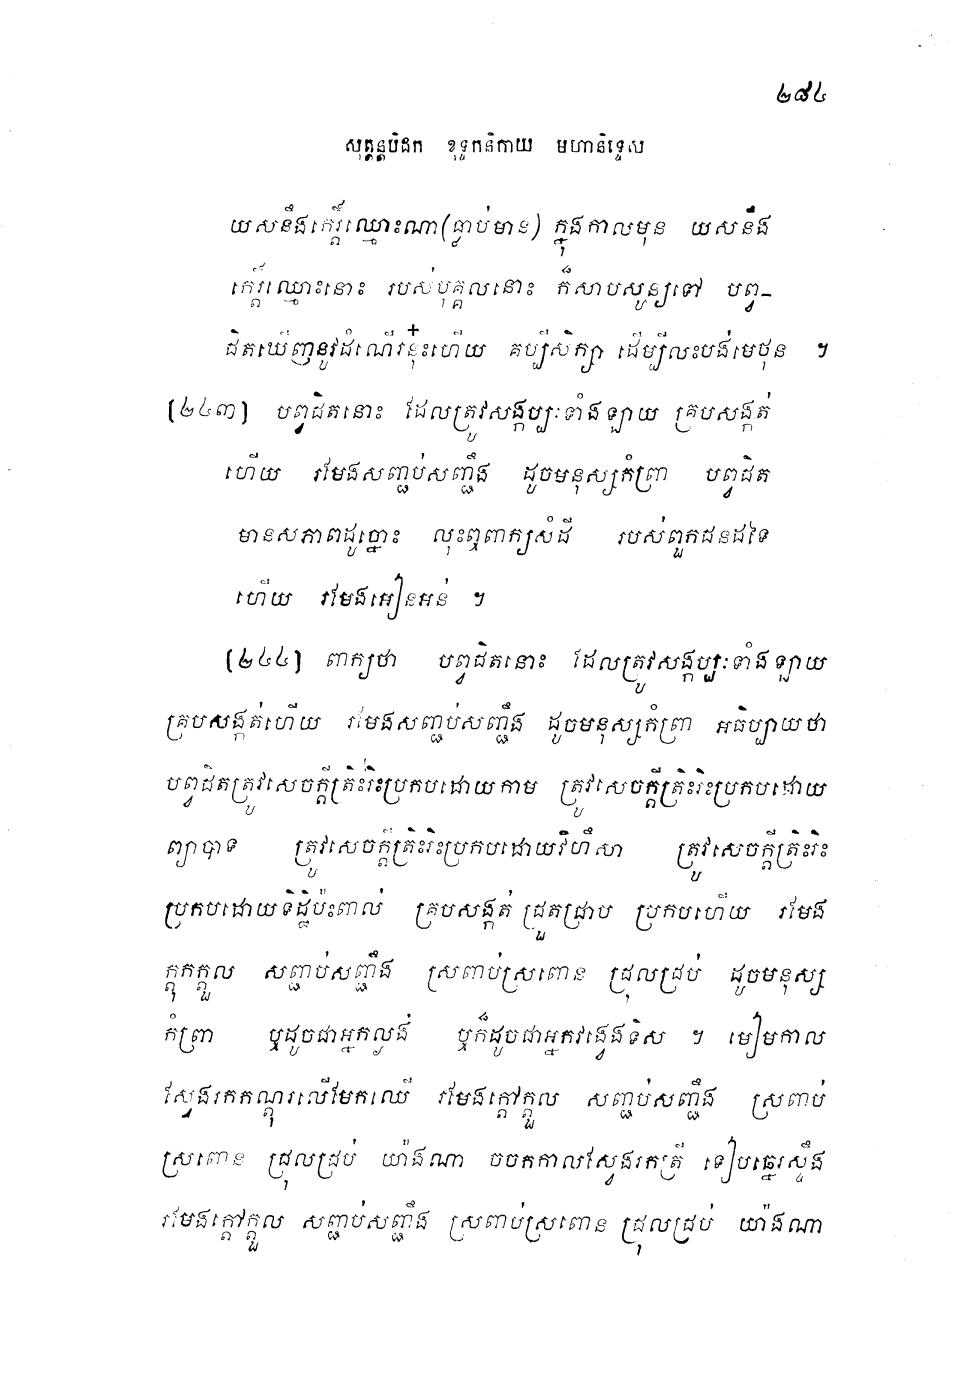 ២៨៤
សុត្តន្តបិដក ខុទ្ទកនិកាយ មហានិទ្ទេស
យសនឹងកេរ្តិ៍ឈ្មោះណា(ធ្លាប់មាន) ក្នុងកាលមុន យសនឹង
កេរ្តិ៍ឈ្មោះនោះ របស់បុគ្គលនោះ ក៏សាបសូន្យទៅ បព្វ-
ជិតឃើញនូវដំណើរនុ៎ះហើយ គប្បីសិក្សា ដើម្បីលះបង់មេថុន ។
[២៤៣] បព្វជិតនោះ ដែលត្រូវសង្កប្បៈទាំងឡាយ គ្របសង្កត់
ហើយ រមែងសញ្ជប់សញ្ជឹង ដូចមនុស្សកំព្រា បព្វជិត
មានសភាពដូច្នោះ លុះឮពាក្យសំដី របស់ពួកជនដទៃ
ហើយ រមែងអៀនអន់ ។
[២៤៤] ពាក្យថា បព្វជិតនោះ ដែលត្រូវសង្កប្បៈទាំងឡាយ
គ្របសង្កត់ហើយ រមែងសញ្ជប់សញ្ជឹង ដូចមនុស្សកំព្រា អធិប្បាយថា
បព្វជិតត្រូវសេចក្តីត្រិះរិះប្រកបដោយកាម ត្រូវសេចក្តីត្រិះរិះប្រកបដោយ
ព្យាបាទ ត្រូវសេចក្តីត្រិះរិះប្រកបដោយវិហឹសា ត្រូវសេចក្តីត្រិះរិះ
ប្រកបដោយទិដ្ឋិប៉ះពាល់ គ្របសង្កត់ ជ្រួតជ្រាប ប្រកបហើយ រមែង
ក្តុកក្តួល សញ្ជប់សញ្ជឹង ស្រពាប់ស្រពោន ជ្រុលជ្រប់ ដូចមនុស្ស
កំព្រា ឬដូចជាអ្នកល្ងង់ ឬក៏ដូចជាអ្នកវង្វេងទិស ។ មៀមកាល
ស្វែងរកកណ្តុរលើមែកឈើ រមែងក្តៅក្តួល សញ្ជប់សញ្ជឹង ស្រពាប់
ស្រពោន ជ្រុលជ្រប់ យ៉ាងណា ចចកកាលស្វែងរកត្រី ទៀបឆ្នេរស្ទឹង
រមែងក្តៅក្តួល សញ្ជប់សញ្ជឹង ស្រពាប់ស្រពោន ជ្រុលជ្រប់ យ៉ាងណា